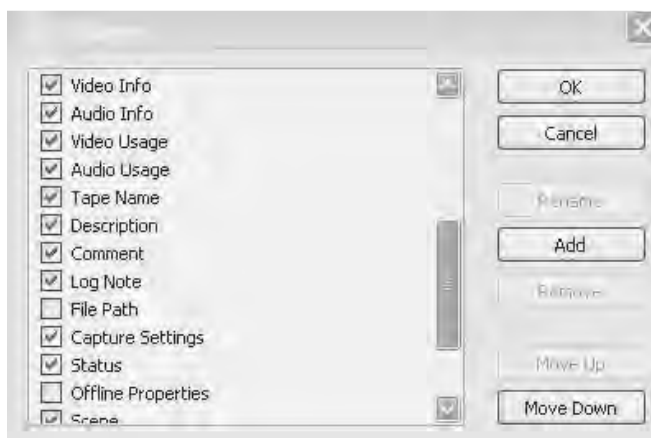 Video Info
Audio Info
Video Usage
Audio Usage
Tape Name
Description
Comment
Log Note
File Path
Capture Settings
Status
Offline Properties
Scene
OK
Cancel
Rename
Add
Remove
Move Up
Move Down